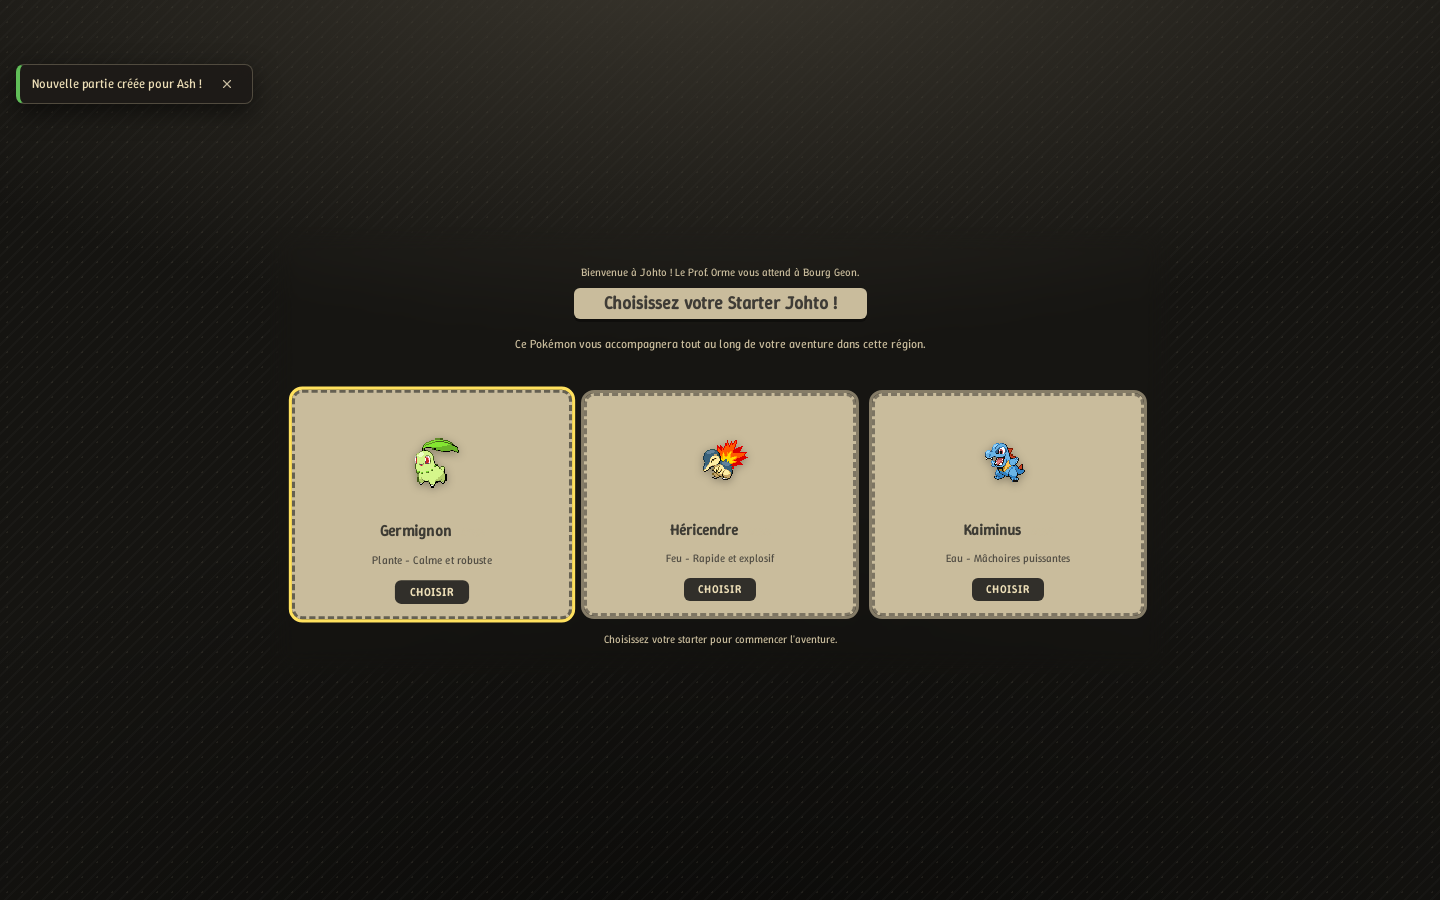 Nouvelle partie créée pour Ash !
Bienvenue à Johto ! Le Prof. Orme vous attend à Bourg Geon.
Choisissez votre Starter Johto !
Ce Pokémon vous accompagnera tout au long de votre aventure dans cette région.
Germignon
Plante - Calme et robuste
CHOISIR
Héricendre
Feu - Rapide et explosif
CHOISIR
Kaiminus
Eau - Mâchoires puissantes
CHOISIR
Choisissez votre starter pour commencer l'aventure.